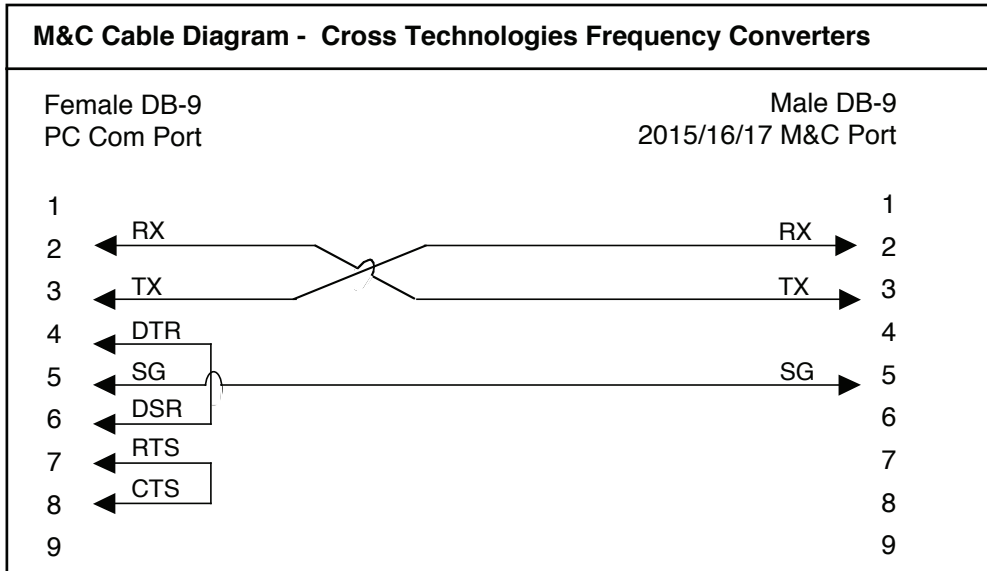 M&C Cable Diagram - Cross Technologies Frequency Converters
Female DB-9
PC Com Port
Male DB-9
2015/16/17 M&C Port
1 1
2 RX RX 2
3 TX TX 3
4 DTR 4
5 SG SG 5
6 DSR 6
7 RTS 7
8 CTS 8
9 9